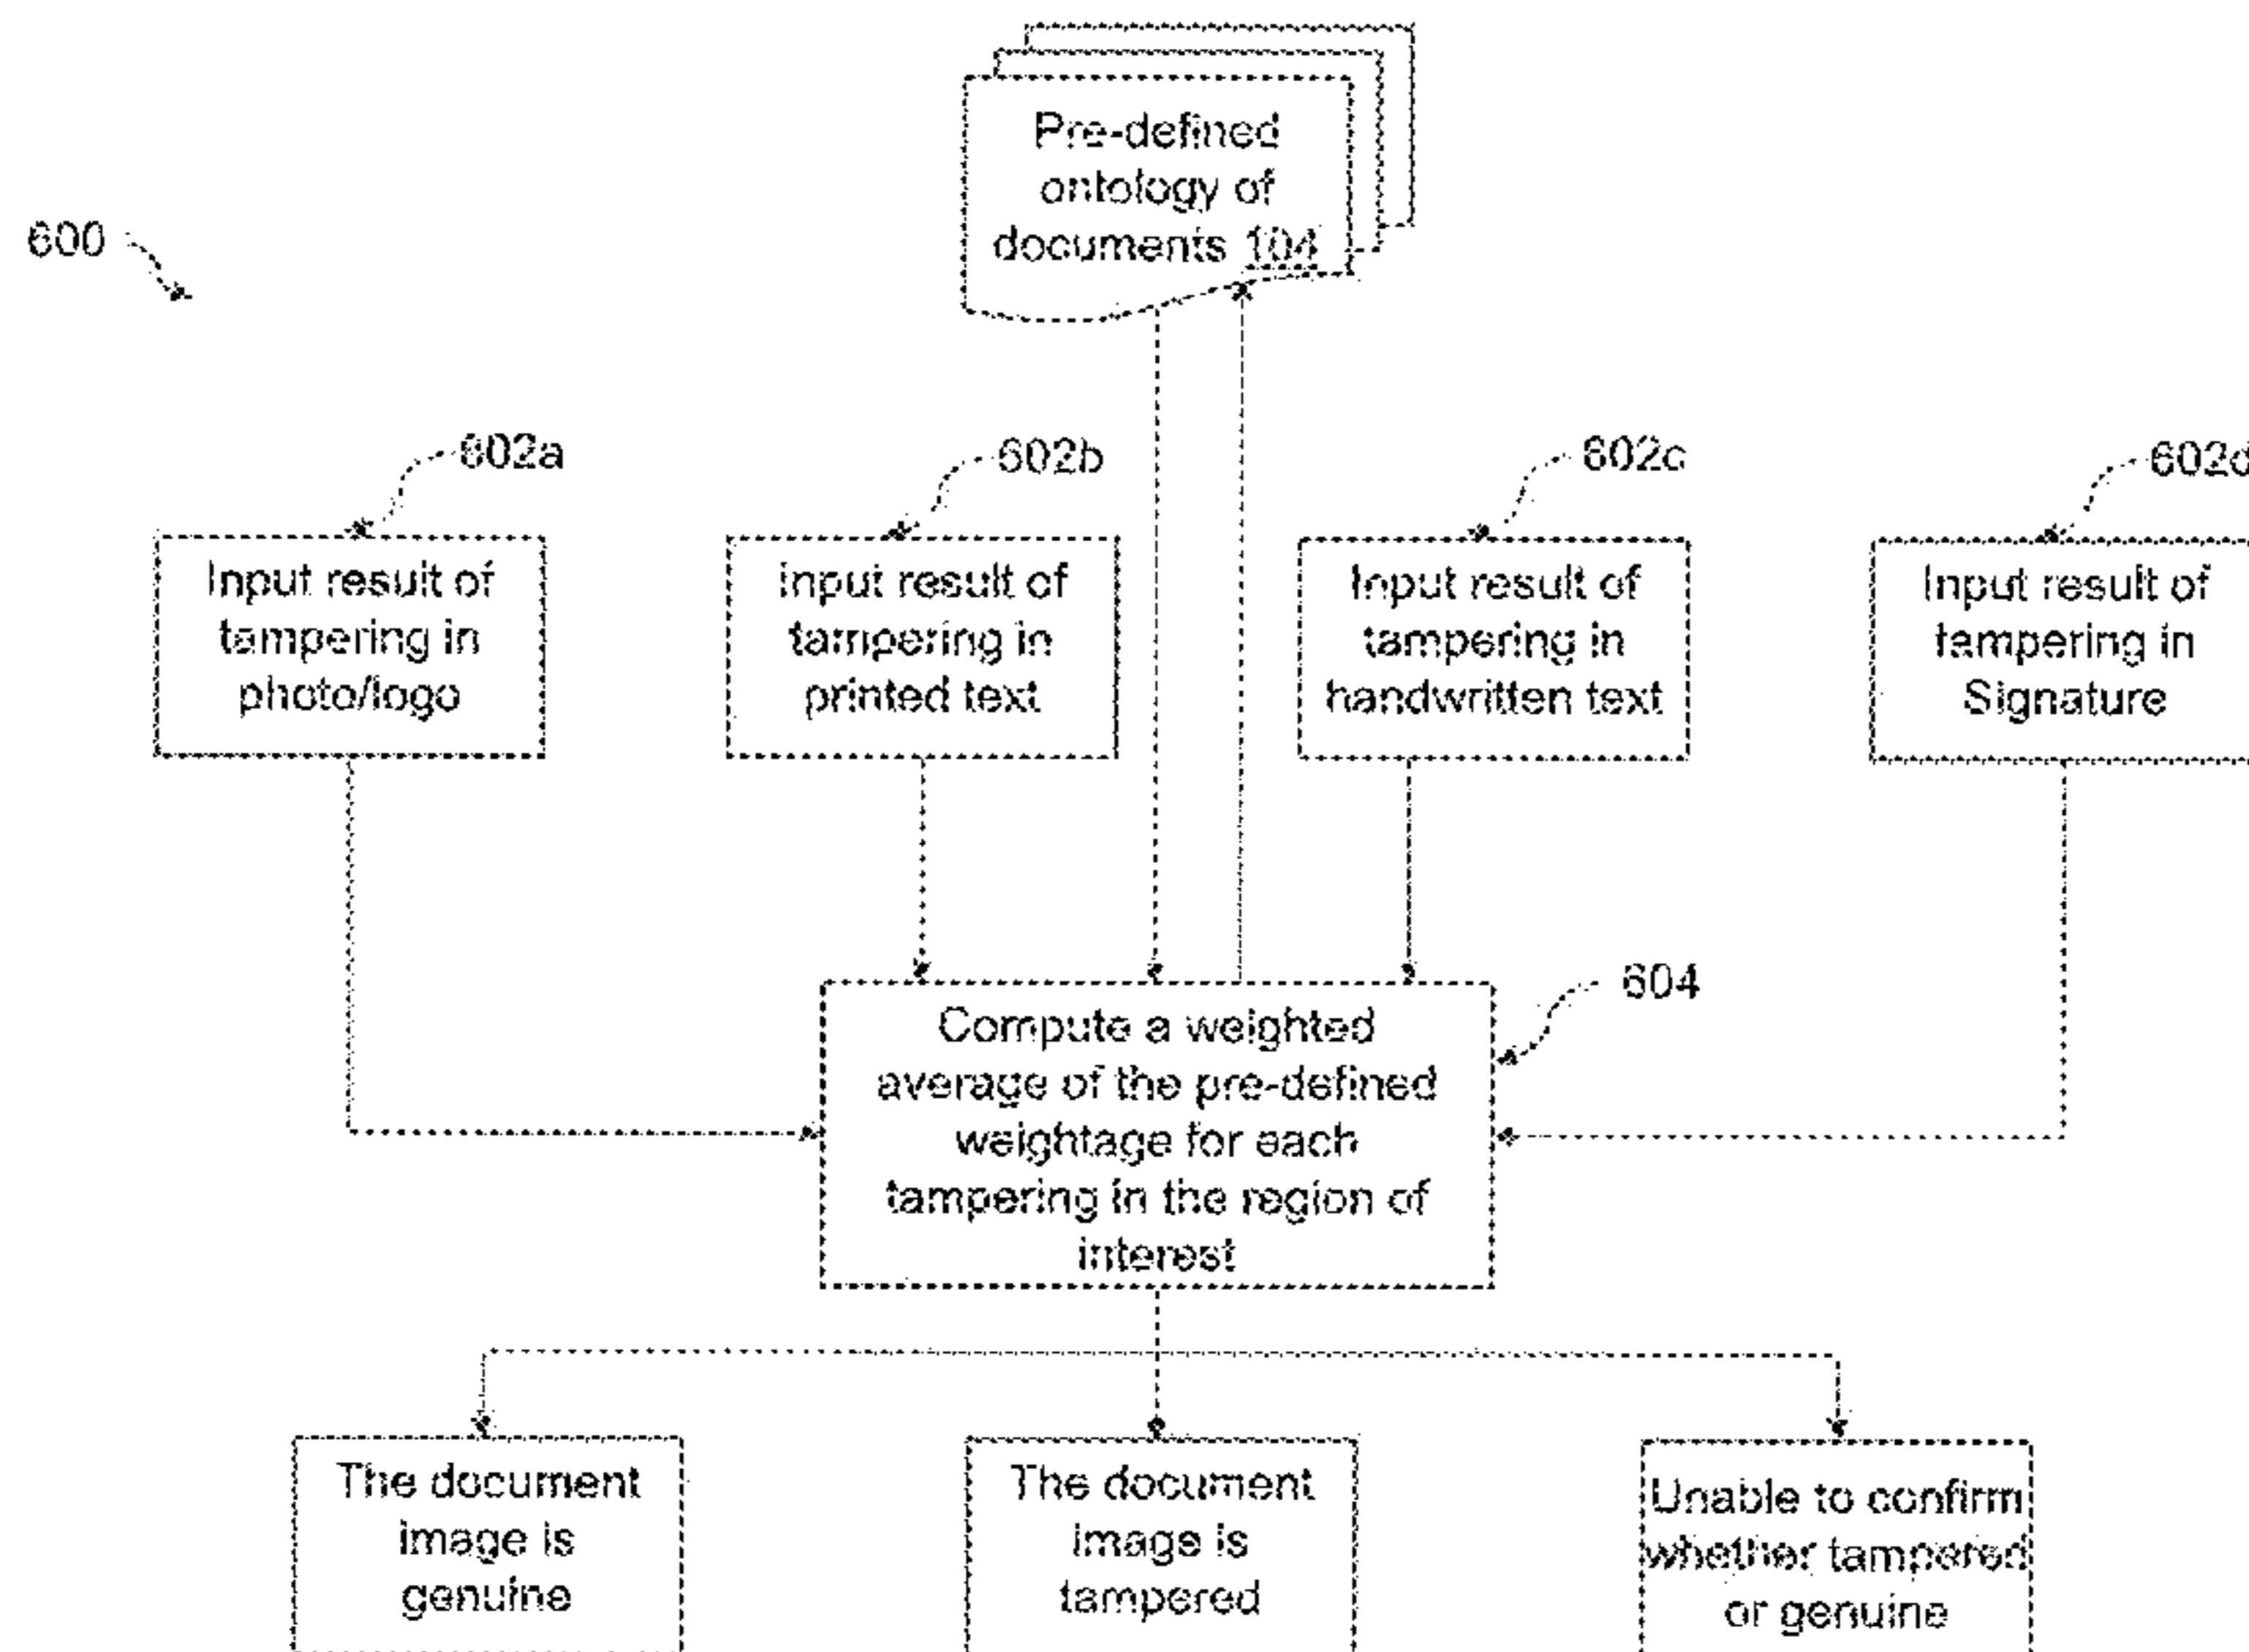 Pre-defined
ontology of
documents 104
600
602a
602b
602c
602d
Input result of
tampering in
photo/logo
Input result of
tampering in
printed text
Input result of
tampering in
handwritten text
Input result of
tampering in
Signature
604
Compute a weighted
average of the pre-defined
weightage for each
tampering in the region of
interest
The document
image is
genuine
The document
image is
tampered
Unable to confirm
whether tampered
or genuine